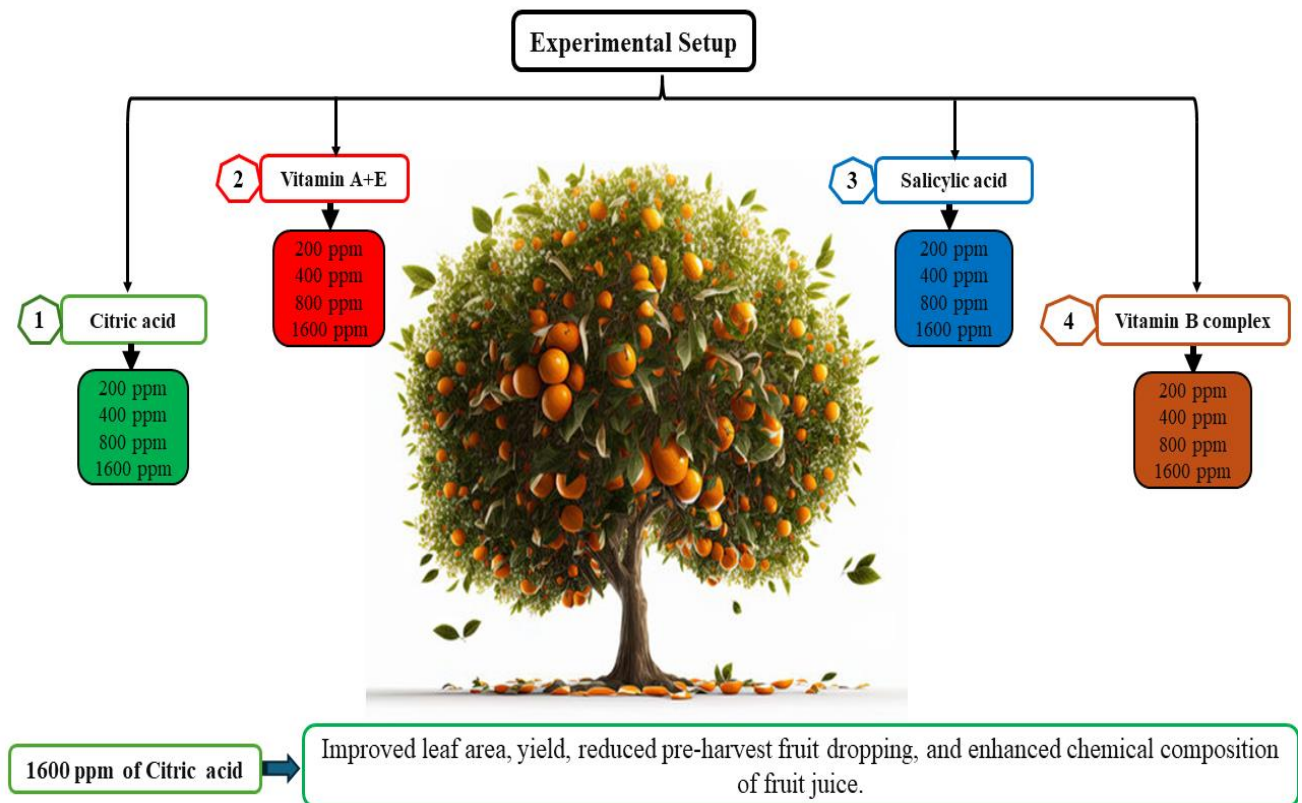 Experimental Setup
2
Vitamin A+E
3
Salicylic acid
200 ppm
400 ppm
800 ppm
1600 ppm
200 ppm
400 ppm
800 ppm
1600 ppm
1
Citric acid
4
Vitamin B complex
200 ppm
400 ppm
800 ppm
1600 ppm
200 ppm
400 ppm
800 ppm
1600 ppm
1600 ppm of Citric acid
Improved leaf area, yield, reduced pre-harvest fruit dropping, and enhanced chemical composition
of fruit juice.